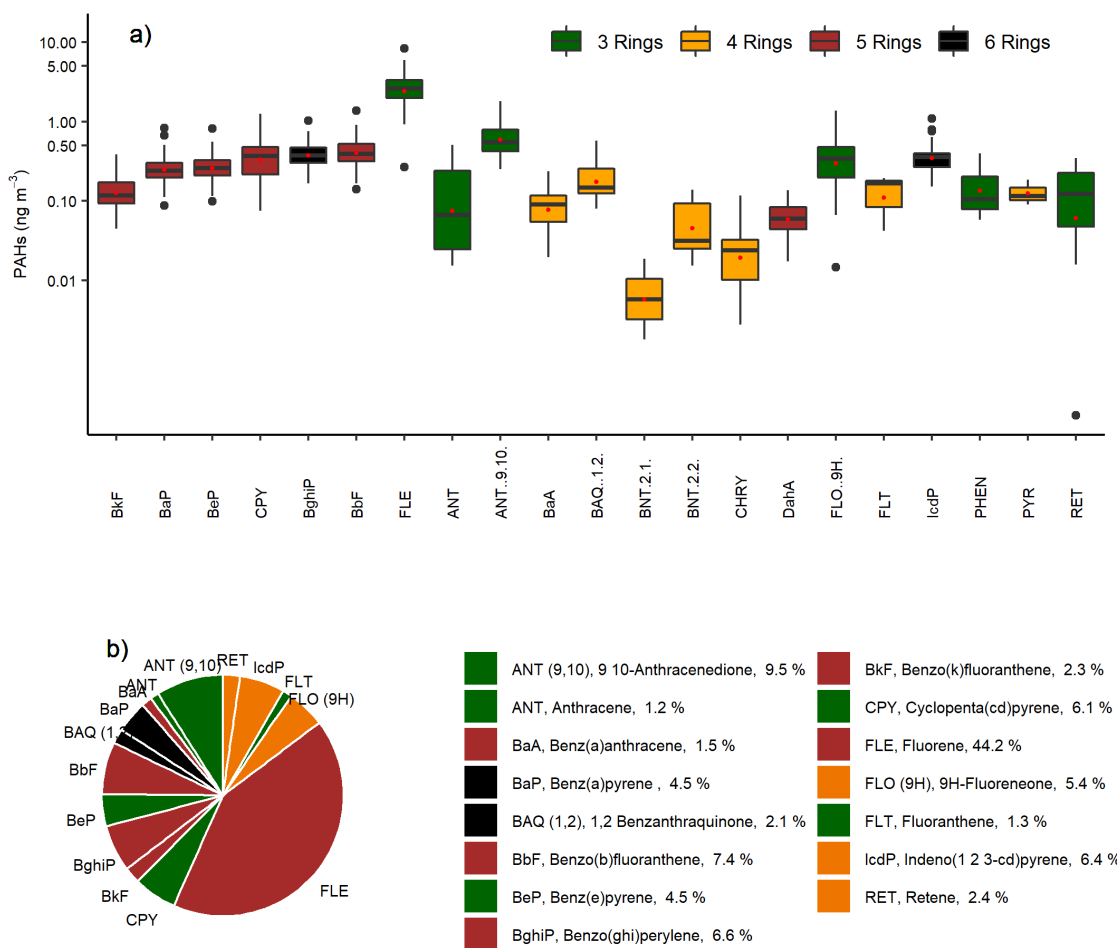 a)
3 Rings 4 Rings 5 Rings 6 Rings
PAHs (ng m⁻³)
10.00
5.00
1.00
0.50
0.10
0.01
BkF
BaP
BeP
CPY
BghiP
BbF
FLE
ANT
ANT..9.10.
BaA
BAQ..1.2.
BNT.2.1.
BNT.2.2.
CHRY
DahA
FLO..9H.
FLT
IcdP
PHEN
PYR
RET
b)
ANT (9,10)
RET
IcdP
FLT
FLO (9H)
ANT
BaA
BaP
BAQ (1,2
BbF
BeP
BghiP
BkF
CPY
FLE
ANT (9,10), 9 10-Anthracenedione, 9.5 %
ANT, Anthracene, 1.2 %
BaA, Benz(a)anthracene, 1.5 %
BaP, Benz(a)pyrene , 4.5 %
BAQ (1,2), 1,2 Benzanthraquinone, 2.1 %
BbF, Benzo(b)fluoranthene, 7.4 %
BeP, Benz(e)pyrene, 4.5 %
BghiP, Benzo(ghi)perylene, 6.6 %
BkF, Benzo(k)fluoranthene, 2.3 %
CPY, Cyclopenta(cd)pyrene, 6.1 %
FLE, Fluorene, 44.2 %
FLO (9H), 9H-Fluoreneone, 5.4 %
FLT, Fluoranthene, 1.3 %
IcdP, Indeno(1 2 3-cd)pyrene, 6.4 %
RET, Retene, 2.4 %